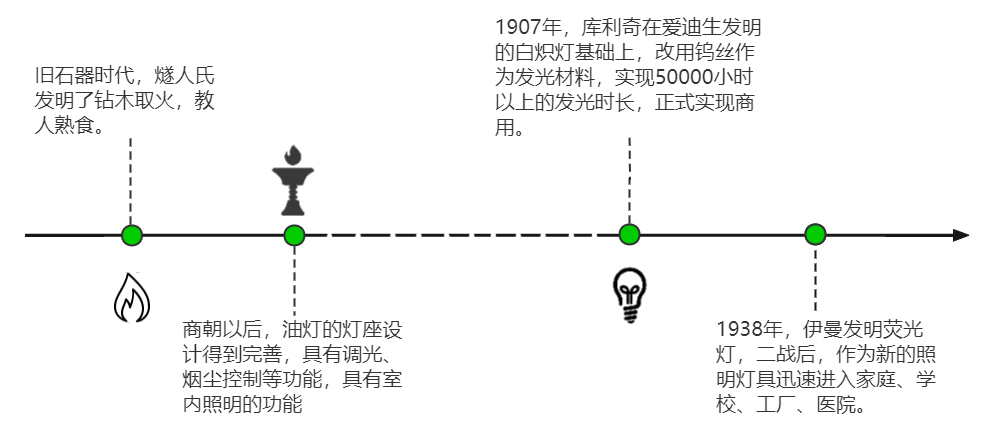 旧石器时代，燧人氏
发明了钻木取火，教
人熟食。
商朝以后，油灯的灯座设
计得到完善，具有调光、
烟尘控制等功能，具有室
内照明的功能
1907年，库利奇在爱迪生发明
的白炽灯基础上，改用钨丝作
为发光材料，实现50000小时
以上的发光时长，正式实现商
用。
1938年，伊曼发明荧光
灯，二战后，作为新的照
明灯具迅速进入家庭、学
校、工厂、医院。